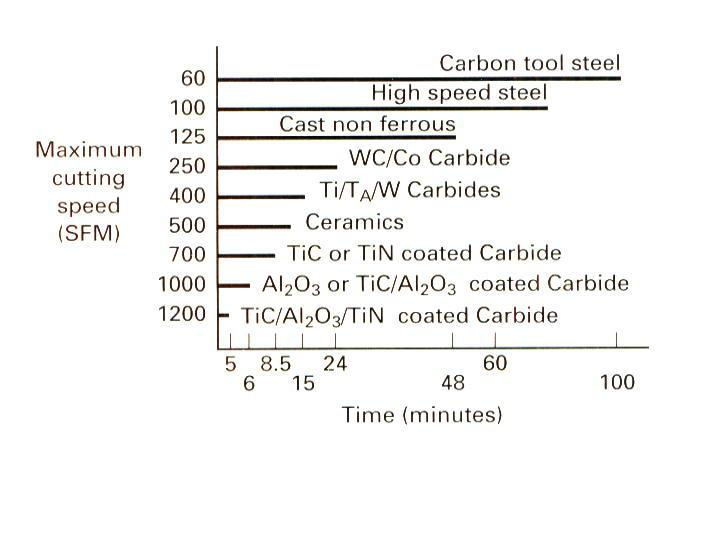 60 Carbon tool steel
100 High speed steel
125 Cast non ferrous
250 WC/Co Carbide
400 Ti/TA/W Carbides
500 Ceramics
700 TiC or TiN coated Carbide
1000 Al₂O₃ or TiC/Al₂O₃ coated Carbide
1200 TiC/Al₂O₃/TiN coated Carbide
Maximum
cutting
speed
(SFM)
5 8.5 24 60
6 15 48 100
Time (minutes)